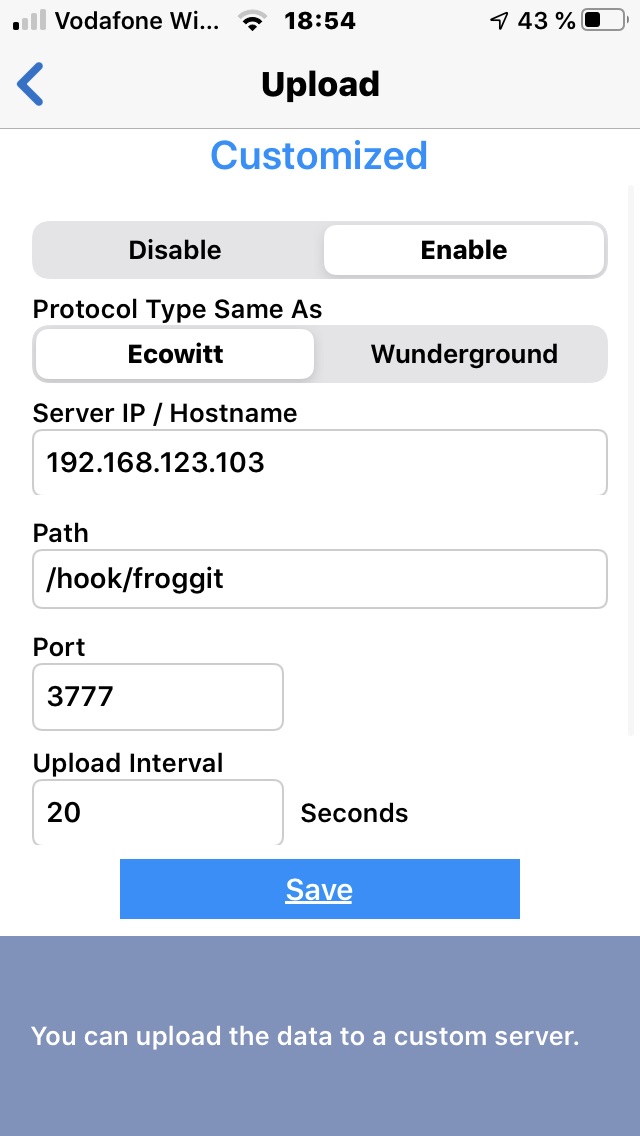 Vodafone Wi... 18:54 43 %
Upload
Customized
Disable Enable
Protocol Type Same As
Ecowitt Wunderground
Server IP / Hostname
192.168.123.103
Path
/hook/froggit
Port
3777
Upload Interval
20 Seconds
Save
You can upload the data to a custom server.